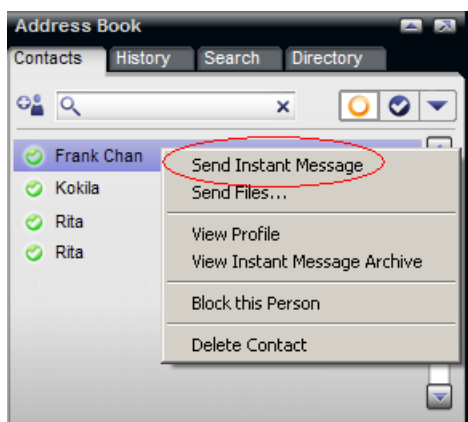 Address Book
Contacts History Search Directory
Frank Chan
Send Instant Message
Kokila
Send Files...
Rita
View Profile
Rita
View Instant Message Archive
Block this Person
Delete Contact